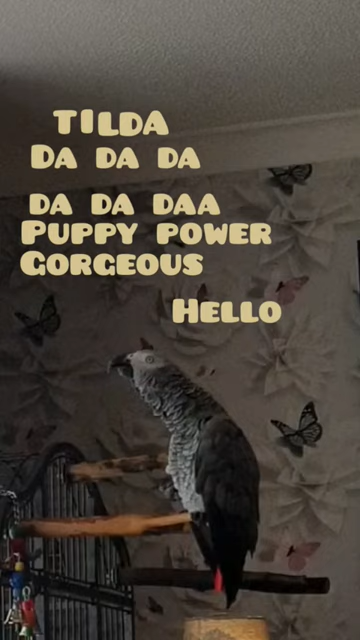 TILDA
DA DA DA
DA DA DAA
PUPPY POWER
GORGEOUS
HELLO